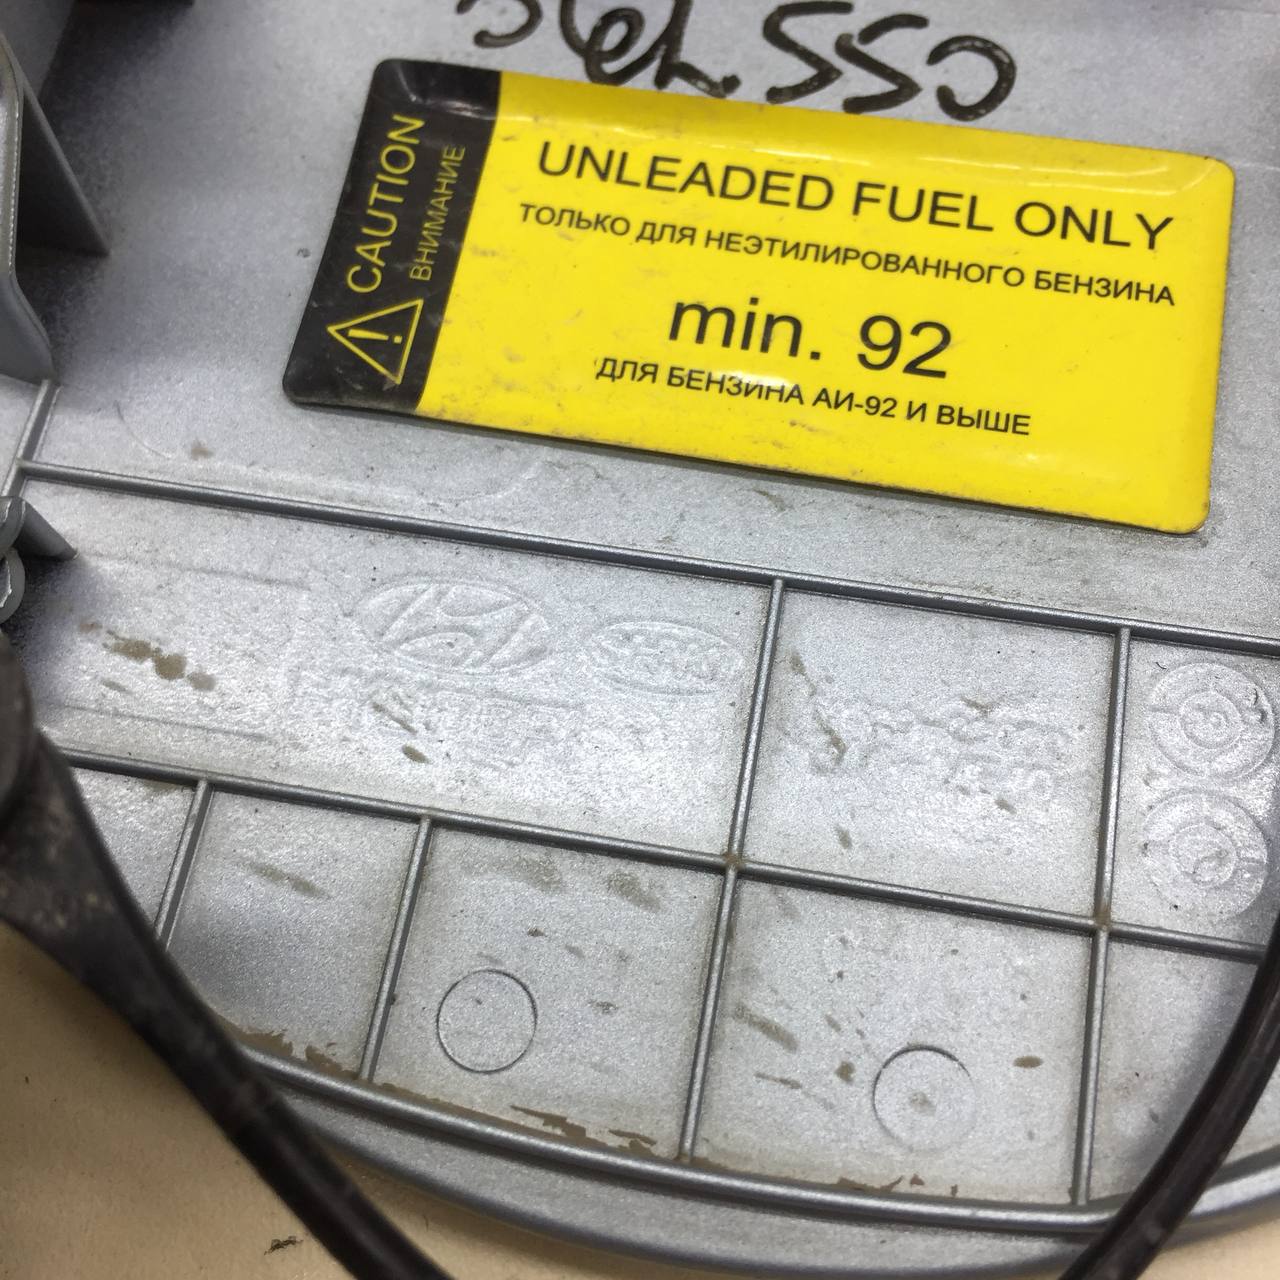 CAUTION
ВНИМАНИЕ
UNLEADED FUEL ONLY
ТОЛЬКО ДЛЯ НЕЭТИЛИРОВАННОГО БЕНЗИНА
min. 92
ДЛЯ БЕНЗИНА АИ-92 И ВЫШЕ